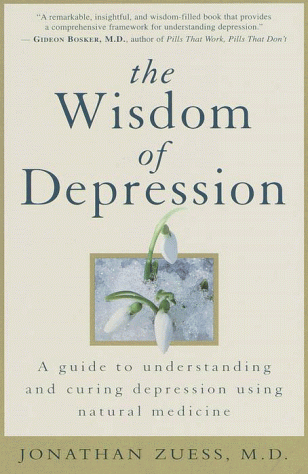 "A remarkable, insightful, and wisdom-filled book that provides
a comprehensive framework for understanding depression."
— GIDEON BOSKER, M.D., author of Pills That Work, Pills That Don't
the
Wisdom
of
Depression
A guide to understanding
and curing depression using
natural medicine
JONATHAN ZUESS, M.D.